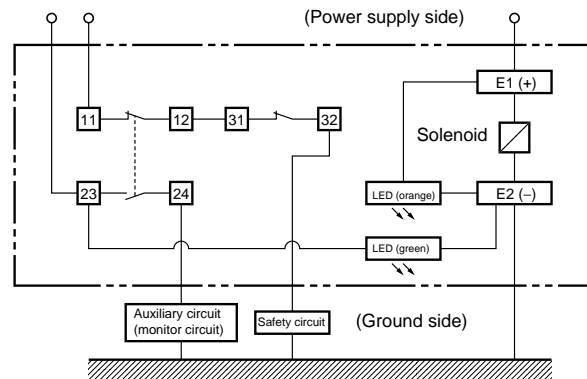 (Power supply side)
E1 (+)
11
12
31
32
Solenoid
23
24
LED (orange)
E2 (−)
LED (green)
Auxiliary circuit
(monitor circuit)
Safety circuit
(Ground side)